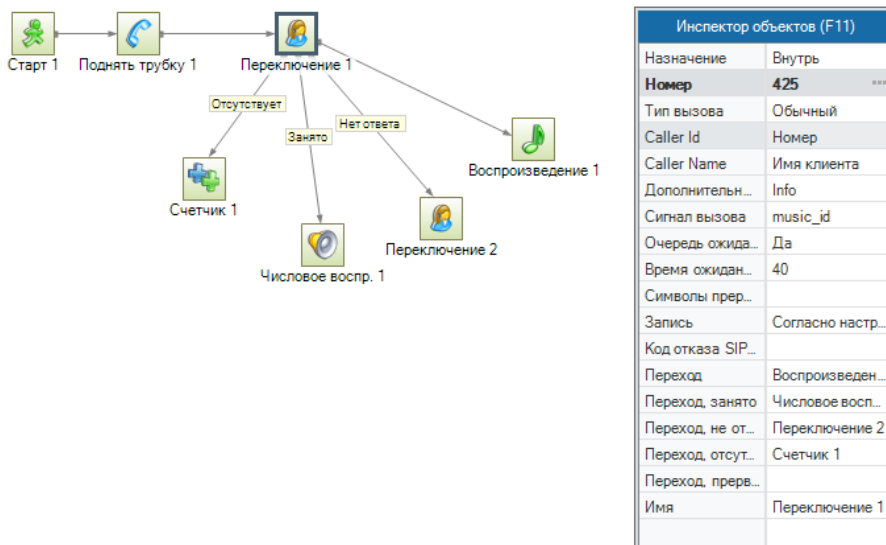 Старт 1
Поднять трубку 1
Переключение 1
Отсутствует
Занято
Нет ответа
Воспроизведение 1
Счетчик 1
Переключение 2
Числовое воспр. 1
Инспектор объектов (F11)
Назначение Внутрь
Номер 425 ...
Тип вызова Обычный
Caller Id Номер
Caller Name Имя клиента
Дополнительн... Info
Сигнал вызова music_id
Очередь ожида... Да
Время ожидан... 40
Символы прер...
Запись Согласно настр...
Код отказа SIP...
Переход Воспроизведен...
Переход, занято Числовое восп...
Переход, не от... Переключение 2
Переход, отсут... Счетчик 1
Переход, прерв...
Имя Переключение 1